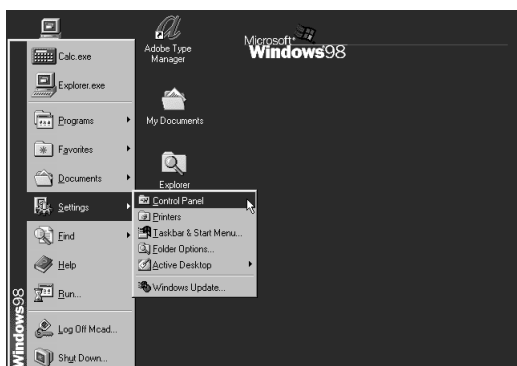 Calc.exe
Explorer.exe
Programs
Favorites
Documents
Settings
Find
Help
Run...
Log Off Mcad...
Shut Down...
Windows98
Adobe Type
Manager
My Documents
Explorer
Control Panel
Printers
Taskbar & Start Menu...
Folder Options...
Active Desktop
Windows Update...
Microsoft
Windows98